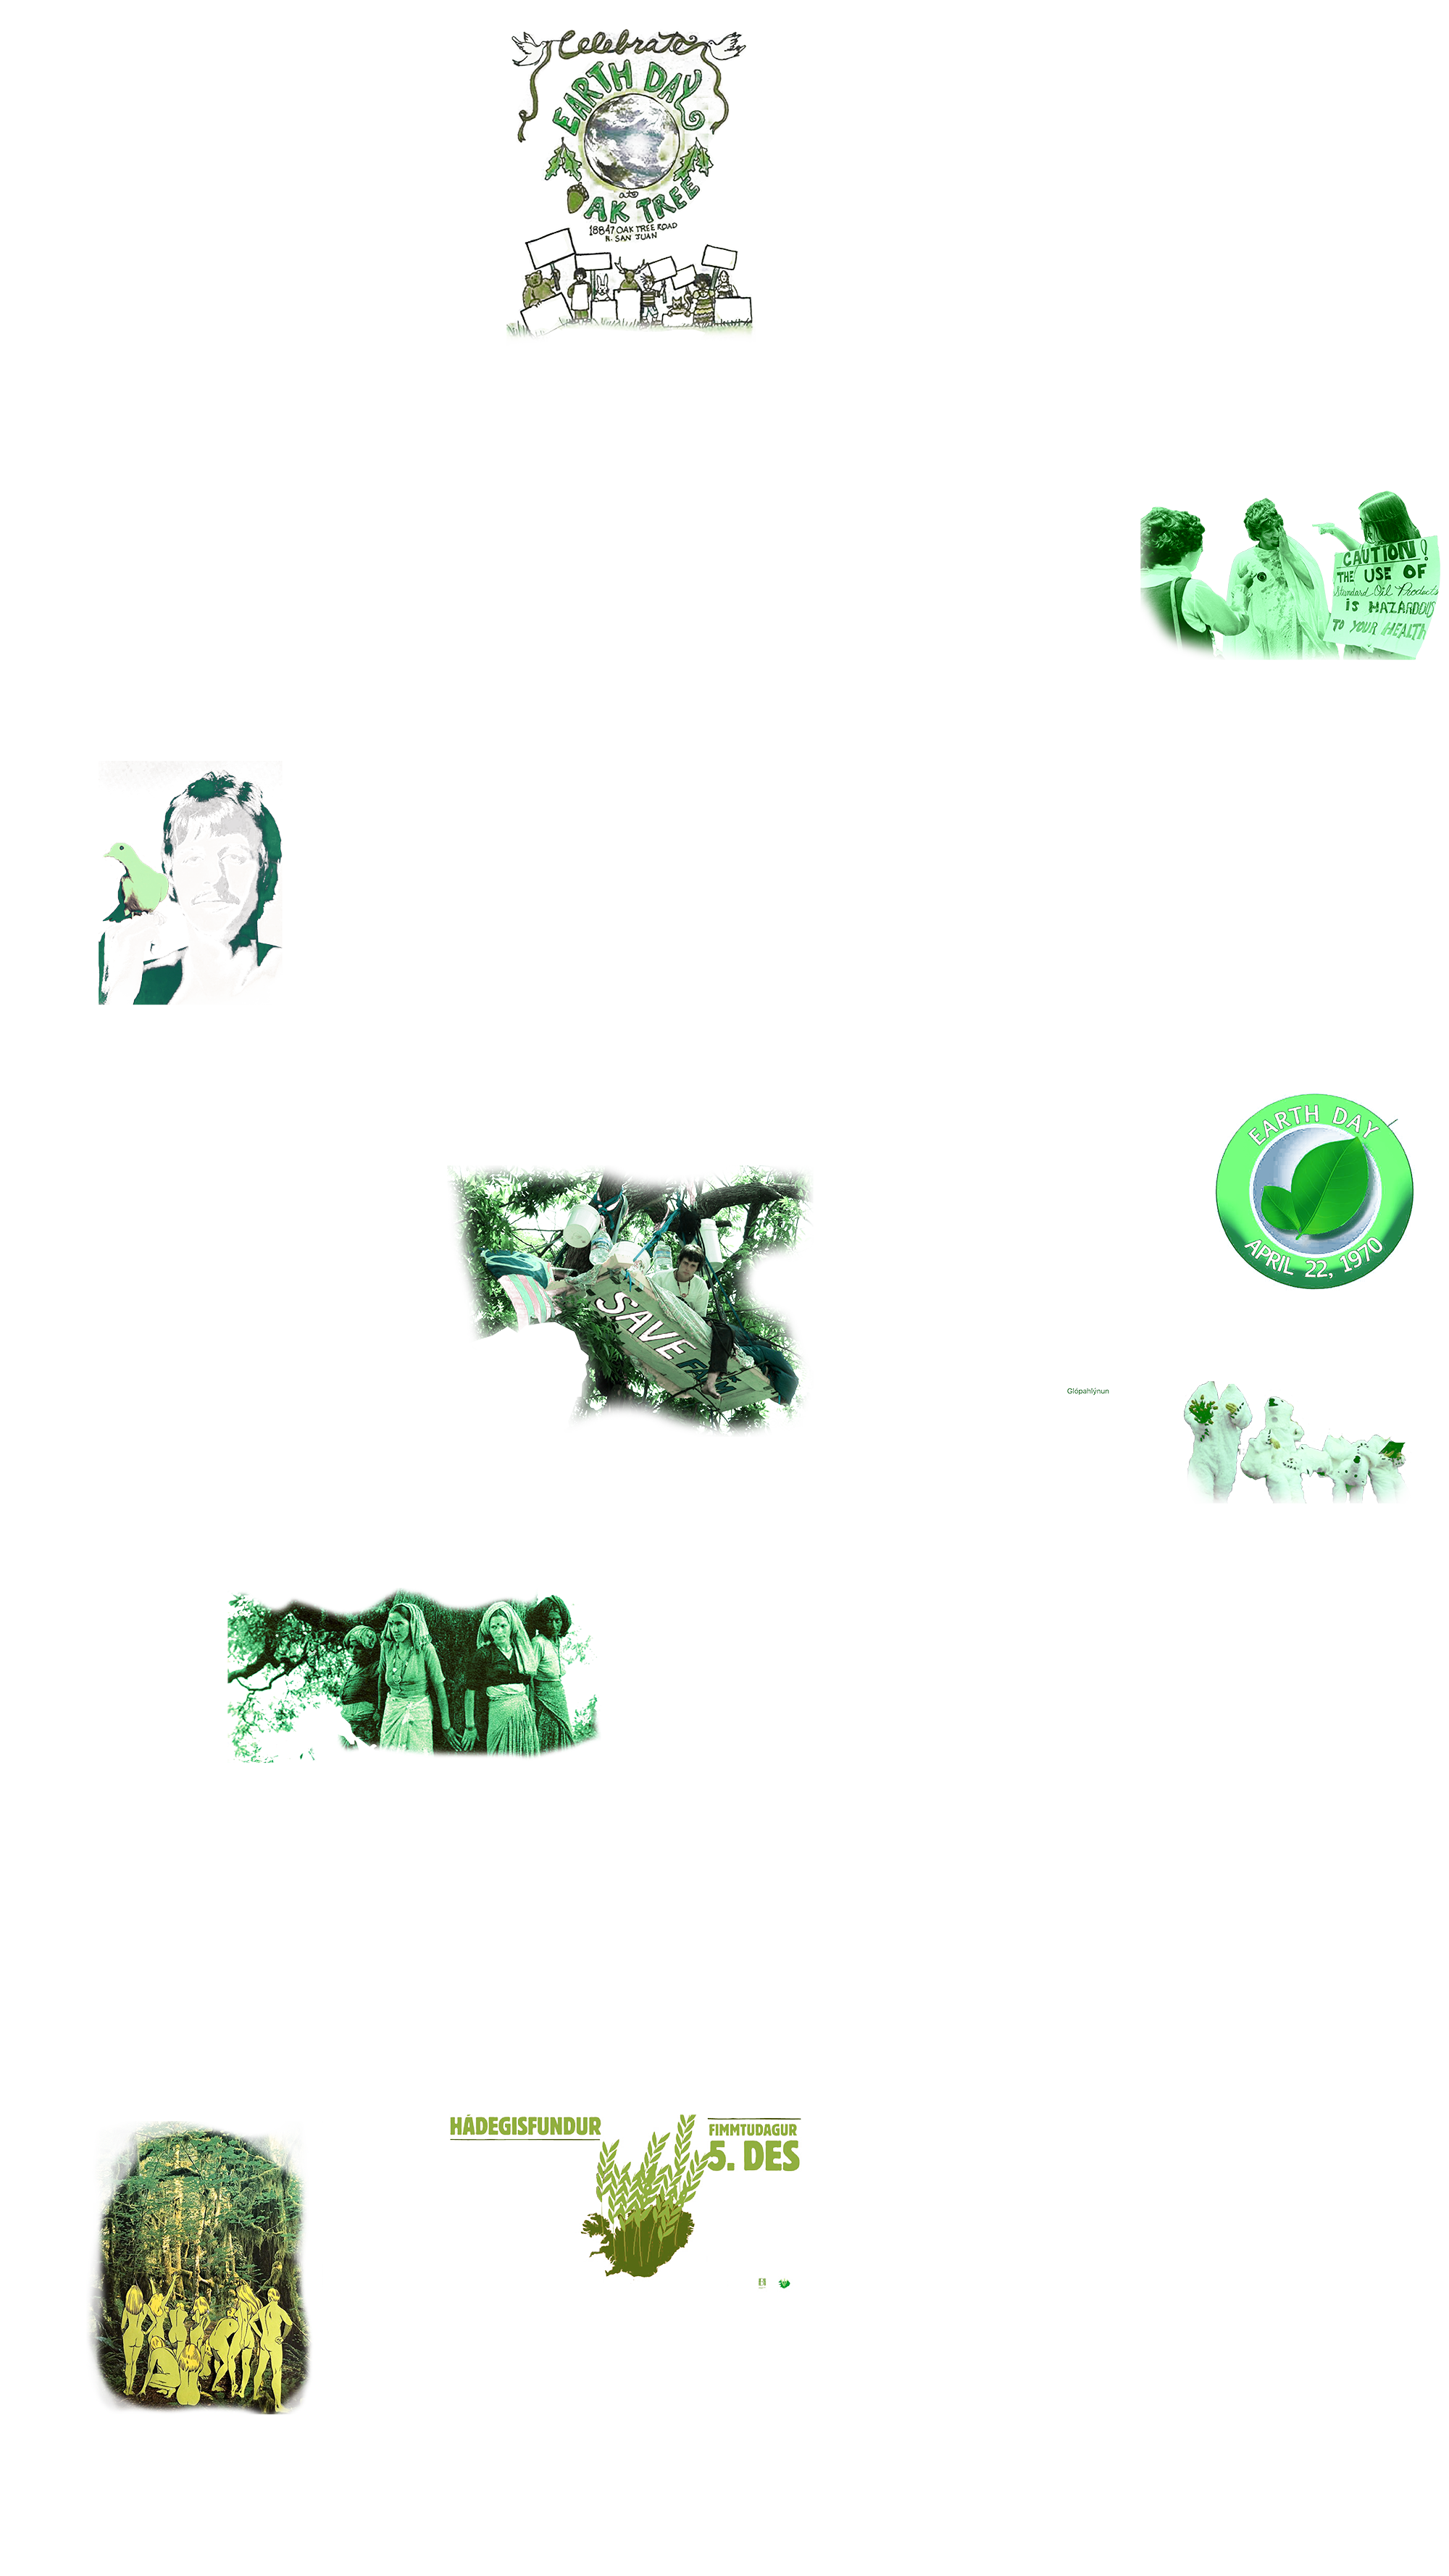 Celebrate
EARTH DAY
at
OAK TREE
18847 OAK TREE ROAD
N. SAN JUAN
CAUTION!
THE USE OF
Standard Oil Products
IS HAZARDOUS
TO YOUR HEALTH
EARTH DAY
APRIL 22, 1970
SAVE
FARM
Glópahlýnun
HÁDEGISFUNDUR
FIMMTUDAGUR
5. DES